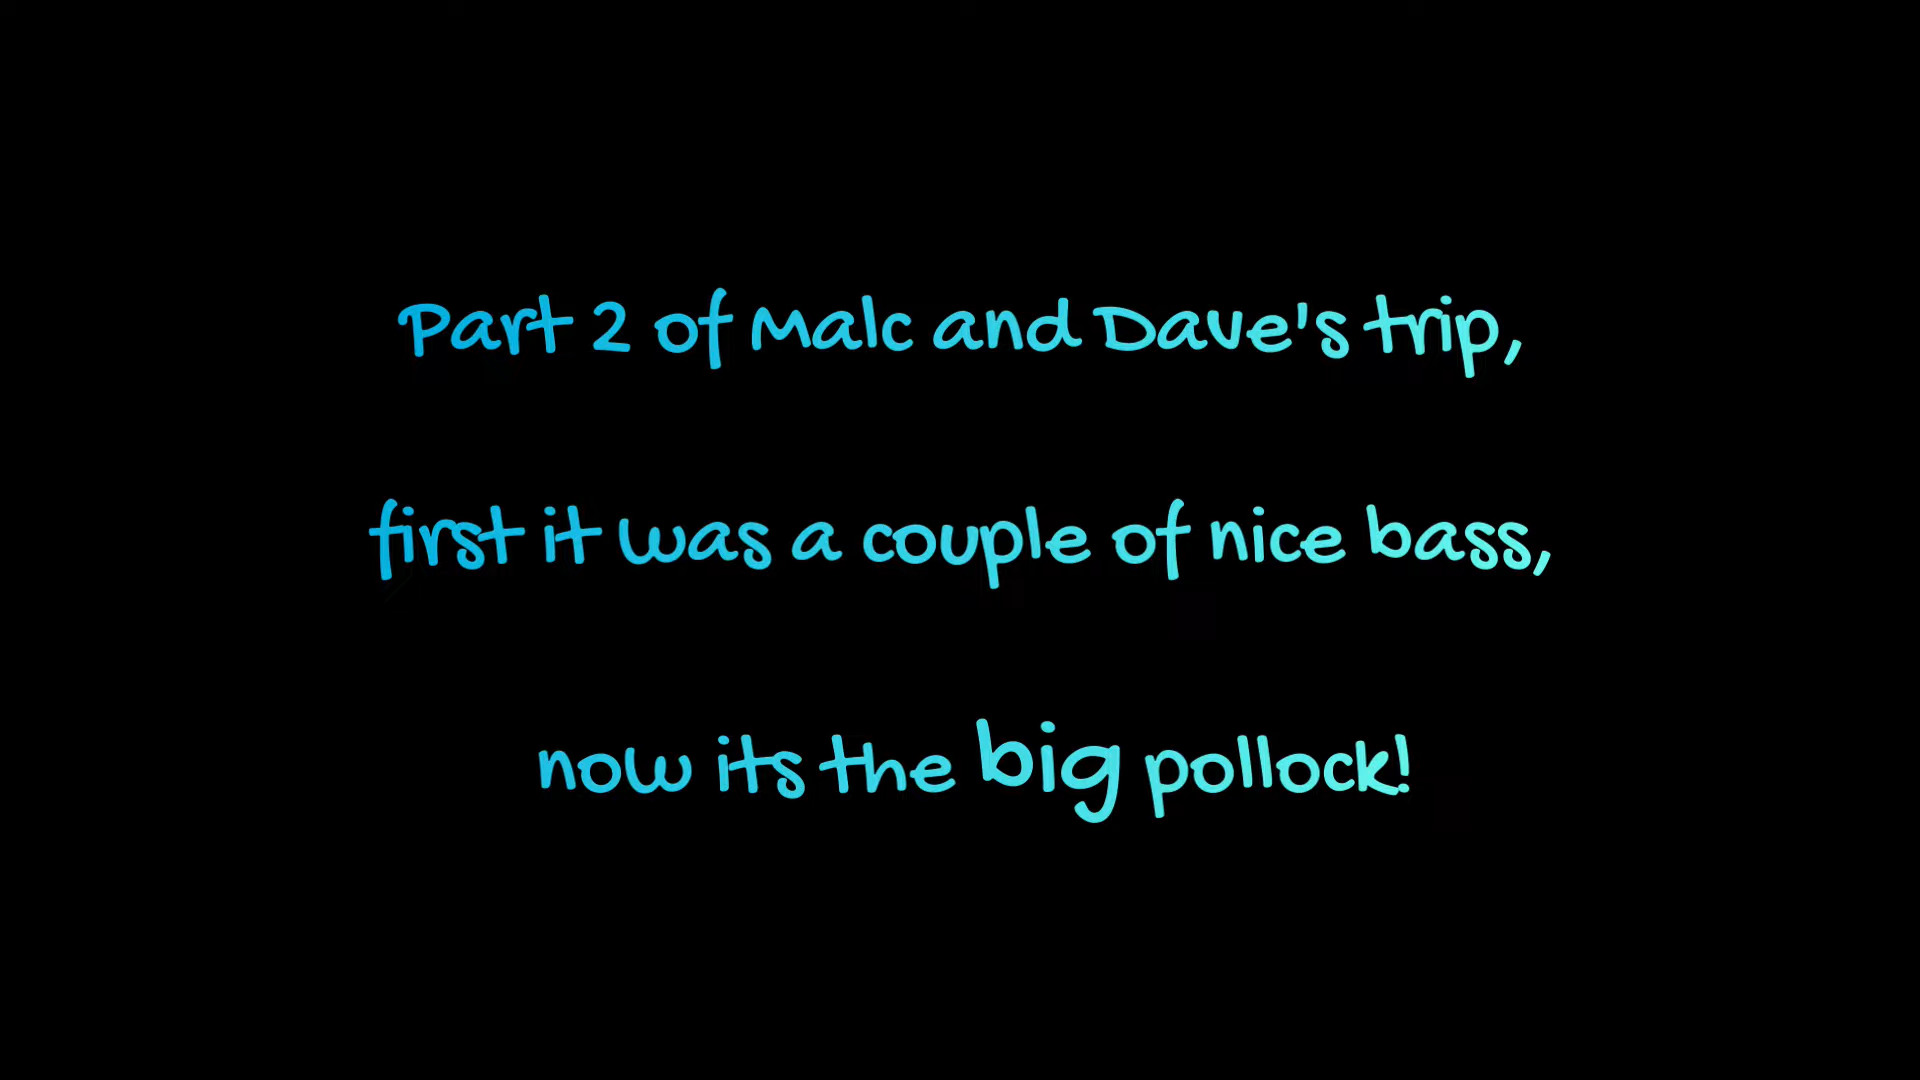 Part 2 of Malc and Dave's trip,
first it was a couple of nice bass,
now its the big pollock!